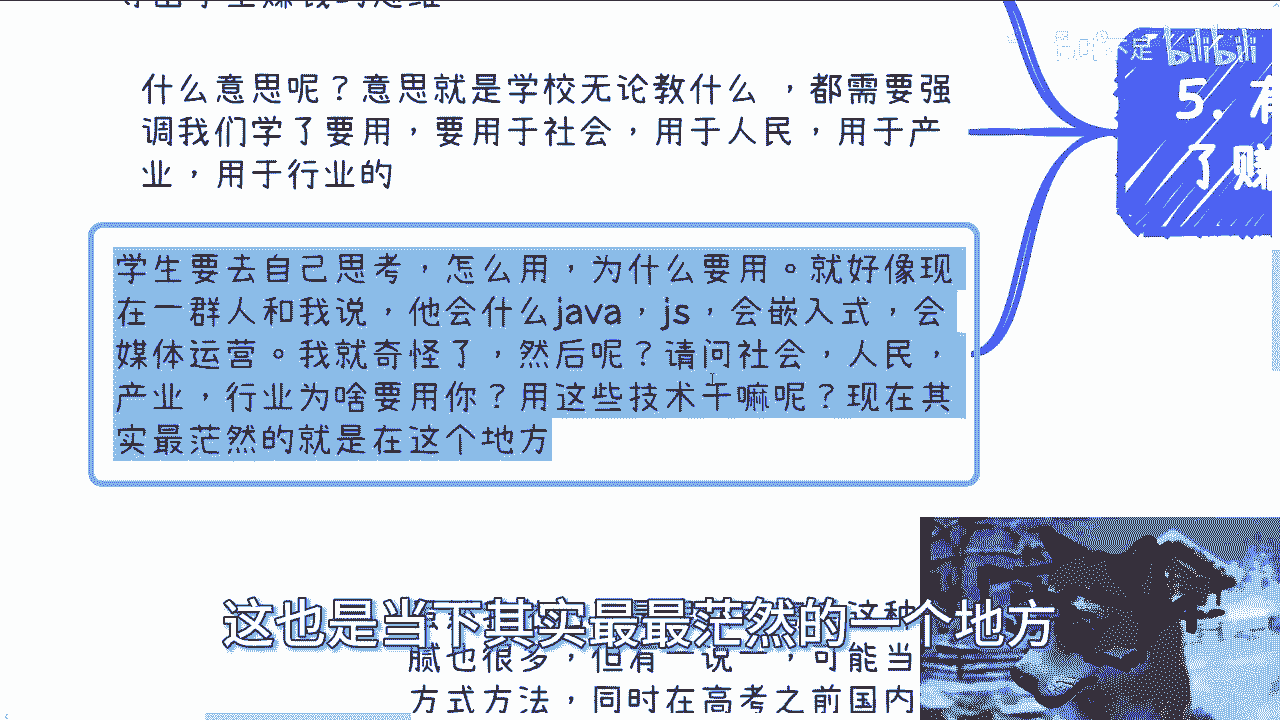 什么意思呢？意思就是学校无论教什么 ，都需要强
调我们学了要用，要用于社会，用于人民，用于产
业，用于行业的
学生要去自己思考，怎么用，为什么要用。就好像现
在一群人和我说，他会什么java，js，会嵌入式，会
媒体运营。我就奇怪了，然后呢？请问社会，人民，
产业，行业为啥要用你？用这些技术干嘛呢？现在其
实最茫然的就是在这个地方
5. 有
了赚
bilibili
这种
这也是当下其实最最茫然的一个地方
腻也很多，但有一说一，可能当
方式方法，同时在高考之前国内